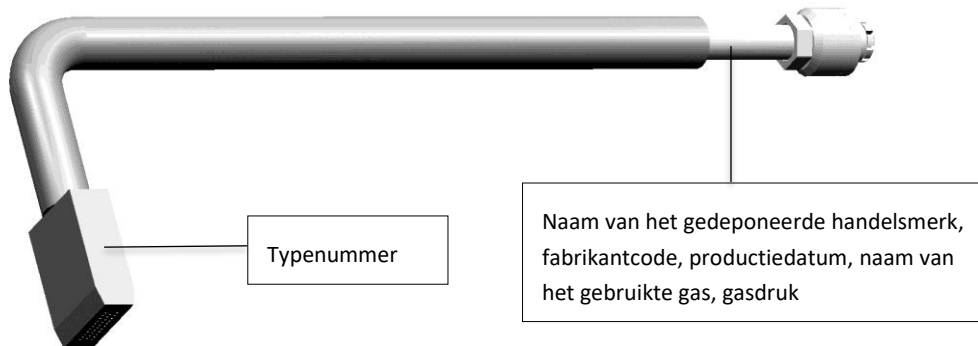 Typenummer
Naam van het gedeponeerde handelsmerk,
fabrikantcode, productiedatum, naam van
het gebruikte gas, gasdruk